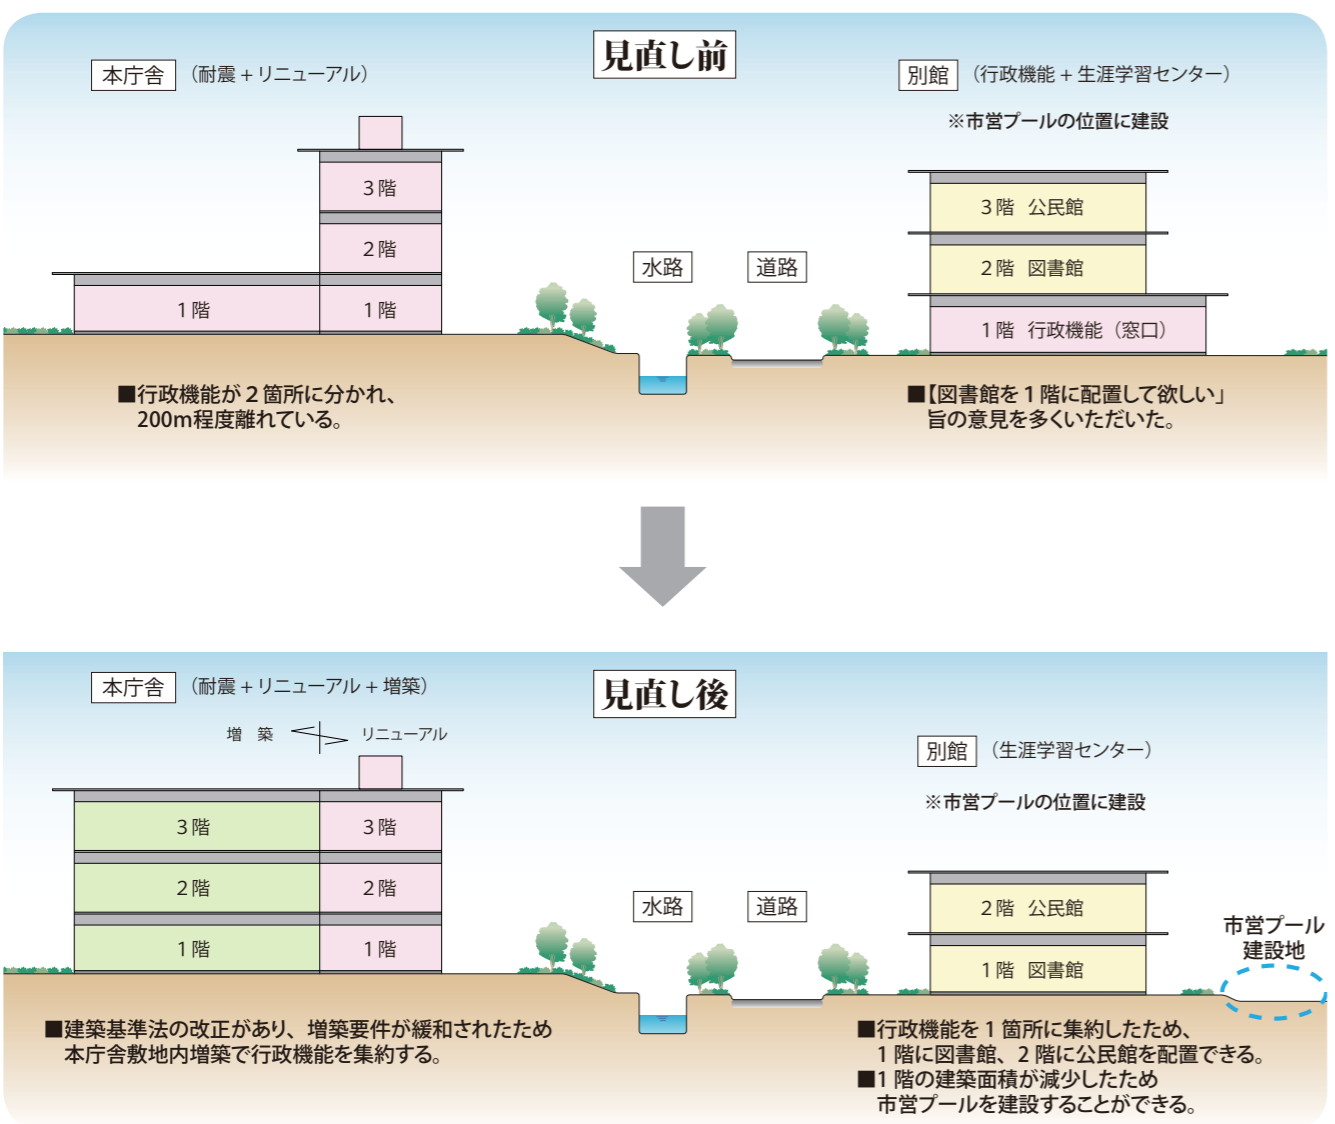 見直し前
本庁舎 （耐震＋リニューアル）
別館 （行政機能＋生涯学習センター）
※市営プールの位置に建設
3階
2階
1階 1階
水路 道路
3階 公民館
2階 図書館
1階 行政機能（窓口）
■行政機能が２箇所に分かれ、
200m程度離れている。
■【図書館を１階に配置して欲しい」
旨の意見を多くいただいた。
見直し後
本庁舎 （耐震＋リニューアル＋増築）
増 築 リニューアル
別館 （生涯学習センター）
※市営プールの位置に建設
3階 3階
2階 2階
1階 1階
水路 道路
2階 公民館
1階 図書館
市営プール
建設地
■建築基準法の改正があり、増築要件が緩和されたため
本庁舎敷地内増築で行政機能を集約する。
■行政機能を１箇所に集約したため、
１階に図書館、２階に公民館を配置できる。
■1階の建築面積が減少したため
市営プールを建設することができる。